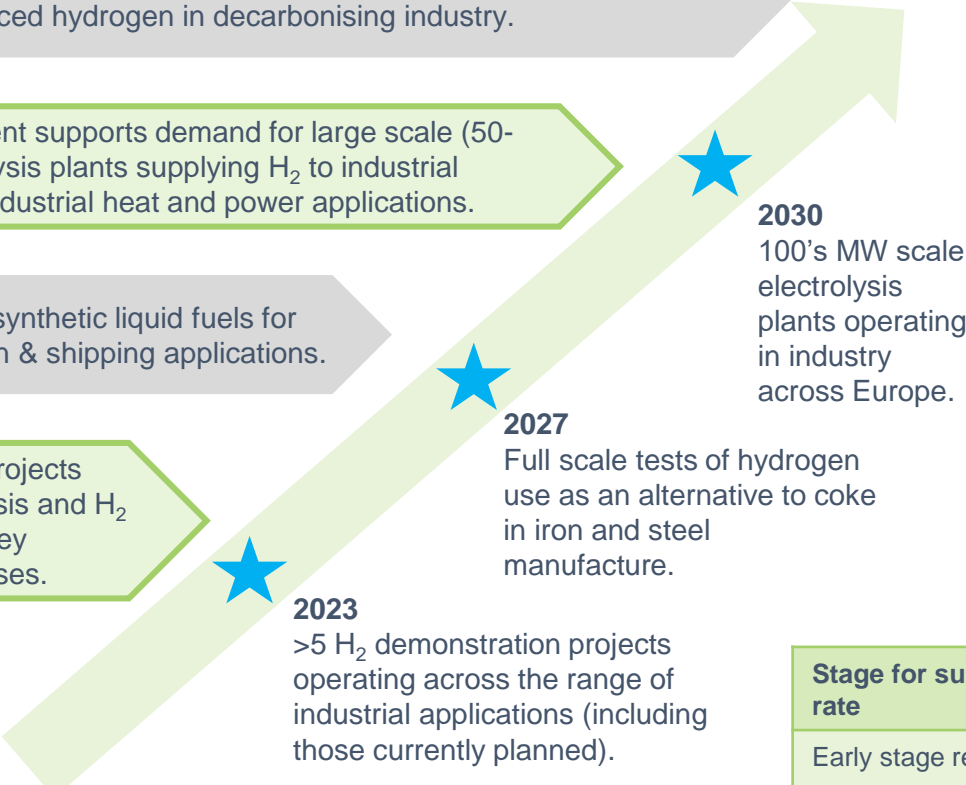 ced hydrogen in decarbonising industry.
ent supports demand for large scale (50-
lysis plants supplying H₂ to industrial
dustrial heat and power applications.
synthetic liquid fuels for
n & shipping applications.
rojects
sis and H₂
ey
ses.
2030
100’s MW scale
electrolysis
plants operating
in industry
across Europe.
2027
Full scale tests of hydrogen
use as an alternative to coke
in iron and steel
manufacture.
2023
>5 H₂ demonstration projects
operating across the range of
industrial applications (including
those currently planned).
Stage for su
rate
Early stage re